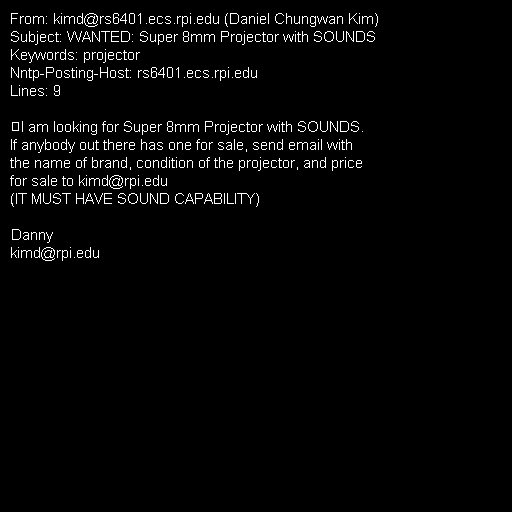 From: kimd@rs6401.ecs.rpi.edu (Daniel Chungwan Kim)
Subject: WANTED: Super 8mm Projector with SOUNDS
Keywords: projector
Nntp-Posting-Host: rs6401.ecs.rpi.edu
Lines: 9

I am looking for Super 8mm Projector with SOUNDS.
If anybody out there has one for sale, send email with
the name of brand, condition of the projector, and price
for sale to kimd@rpi.edu
(IT MUST HAVE SOUND CAPABILITY)

Danny
kimd@rpi.edu